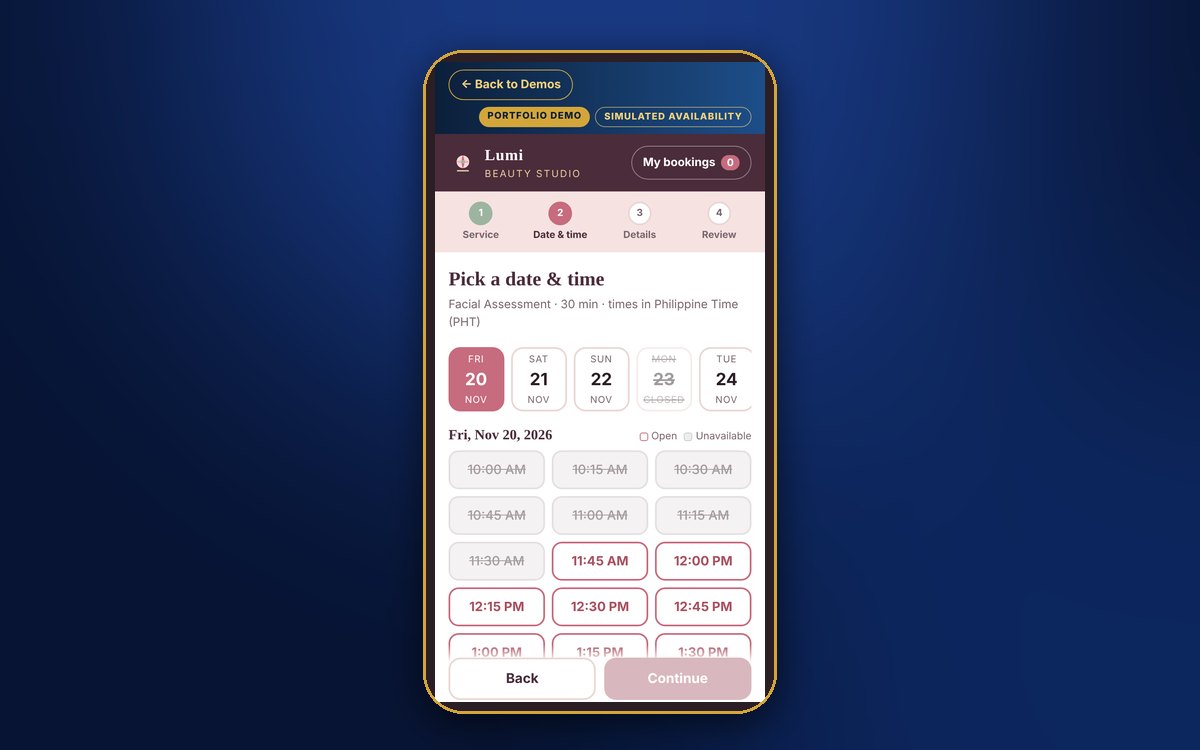 ← Back to Demos
PORTFOLIO DEMO SIMULATED AVAILABILITY
Lumi
BEAUTY STUDIO
My bookings 0
1 2 3 4
Service Date & time Details Review
Pick a date & time
Facial Assessment · 30 min · times in Philippine Time
(PHT)
FRI SAT SUN MON TUE
20 21 22 23 24
NOV NOV NOV CLOSED NOV
Fri, Nov 20, 2026 Open Unavailable
10:00 AM 10:15 AM 10:30 AM
10:45 AM 11:00 AM 11:15 AM
11:30 AM 11:45 AM 12:00 PM
12:15 PM 12:30 PM 12:45 PM
1:00 PM 1:15 PM 1:30 PM
Back Continue